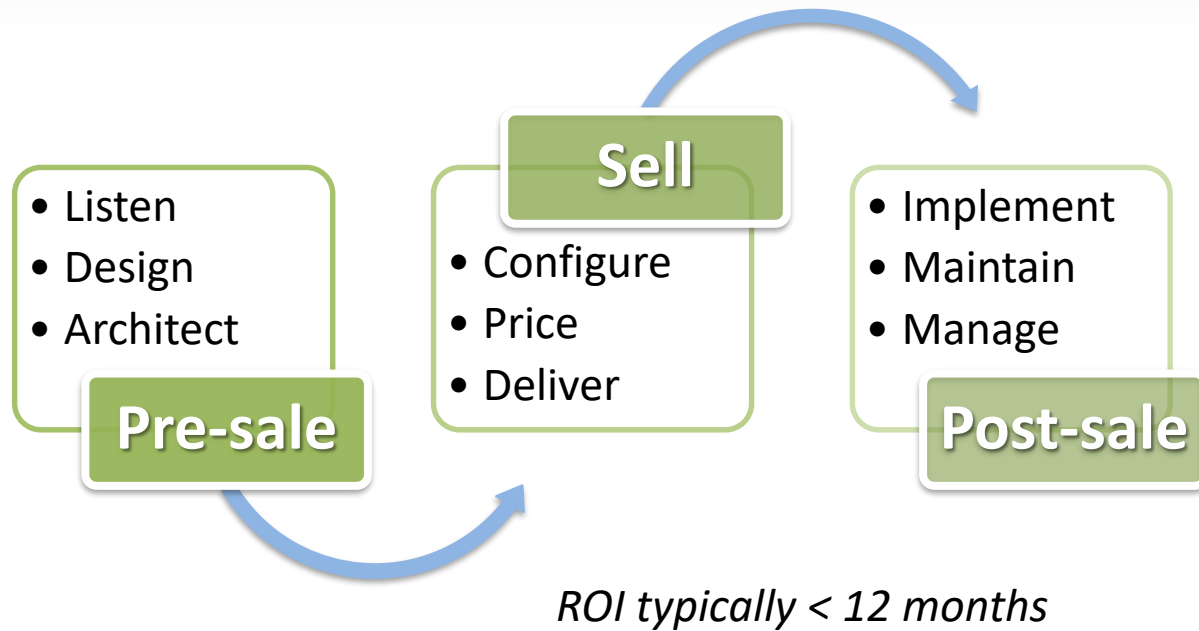 • Listen
• Design
• Architect
Pre-sale
Sell
• Configure
• Price
• Deliver
• Implement
• Maintain
• Manage
Post-sale
ROI typically < 12 months